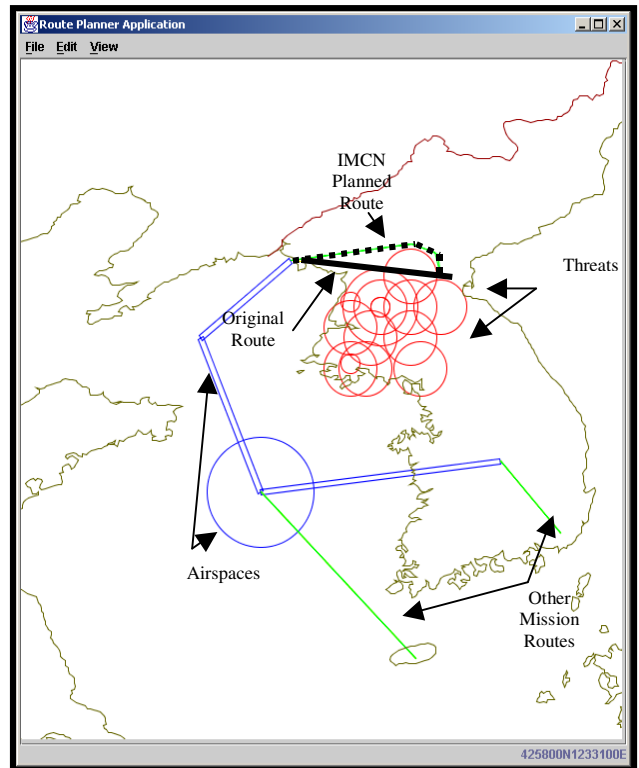 Route Planner Application
File Edit View
IMCN
Planned
Route
Threats
Original
Route
Airspaces
Other
Mission
Routes
425800N1233100E